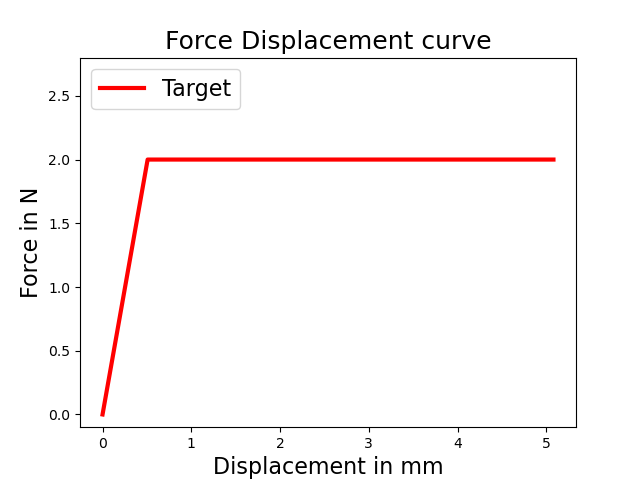 Force Displacement curve
Target
Force in N
2.5
2.0
1.5
1.0
0.5
0.0
0 1 2 3 4 5
Displacement in mm